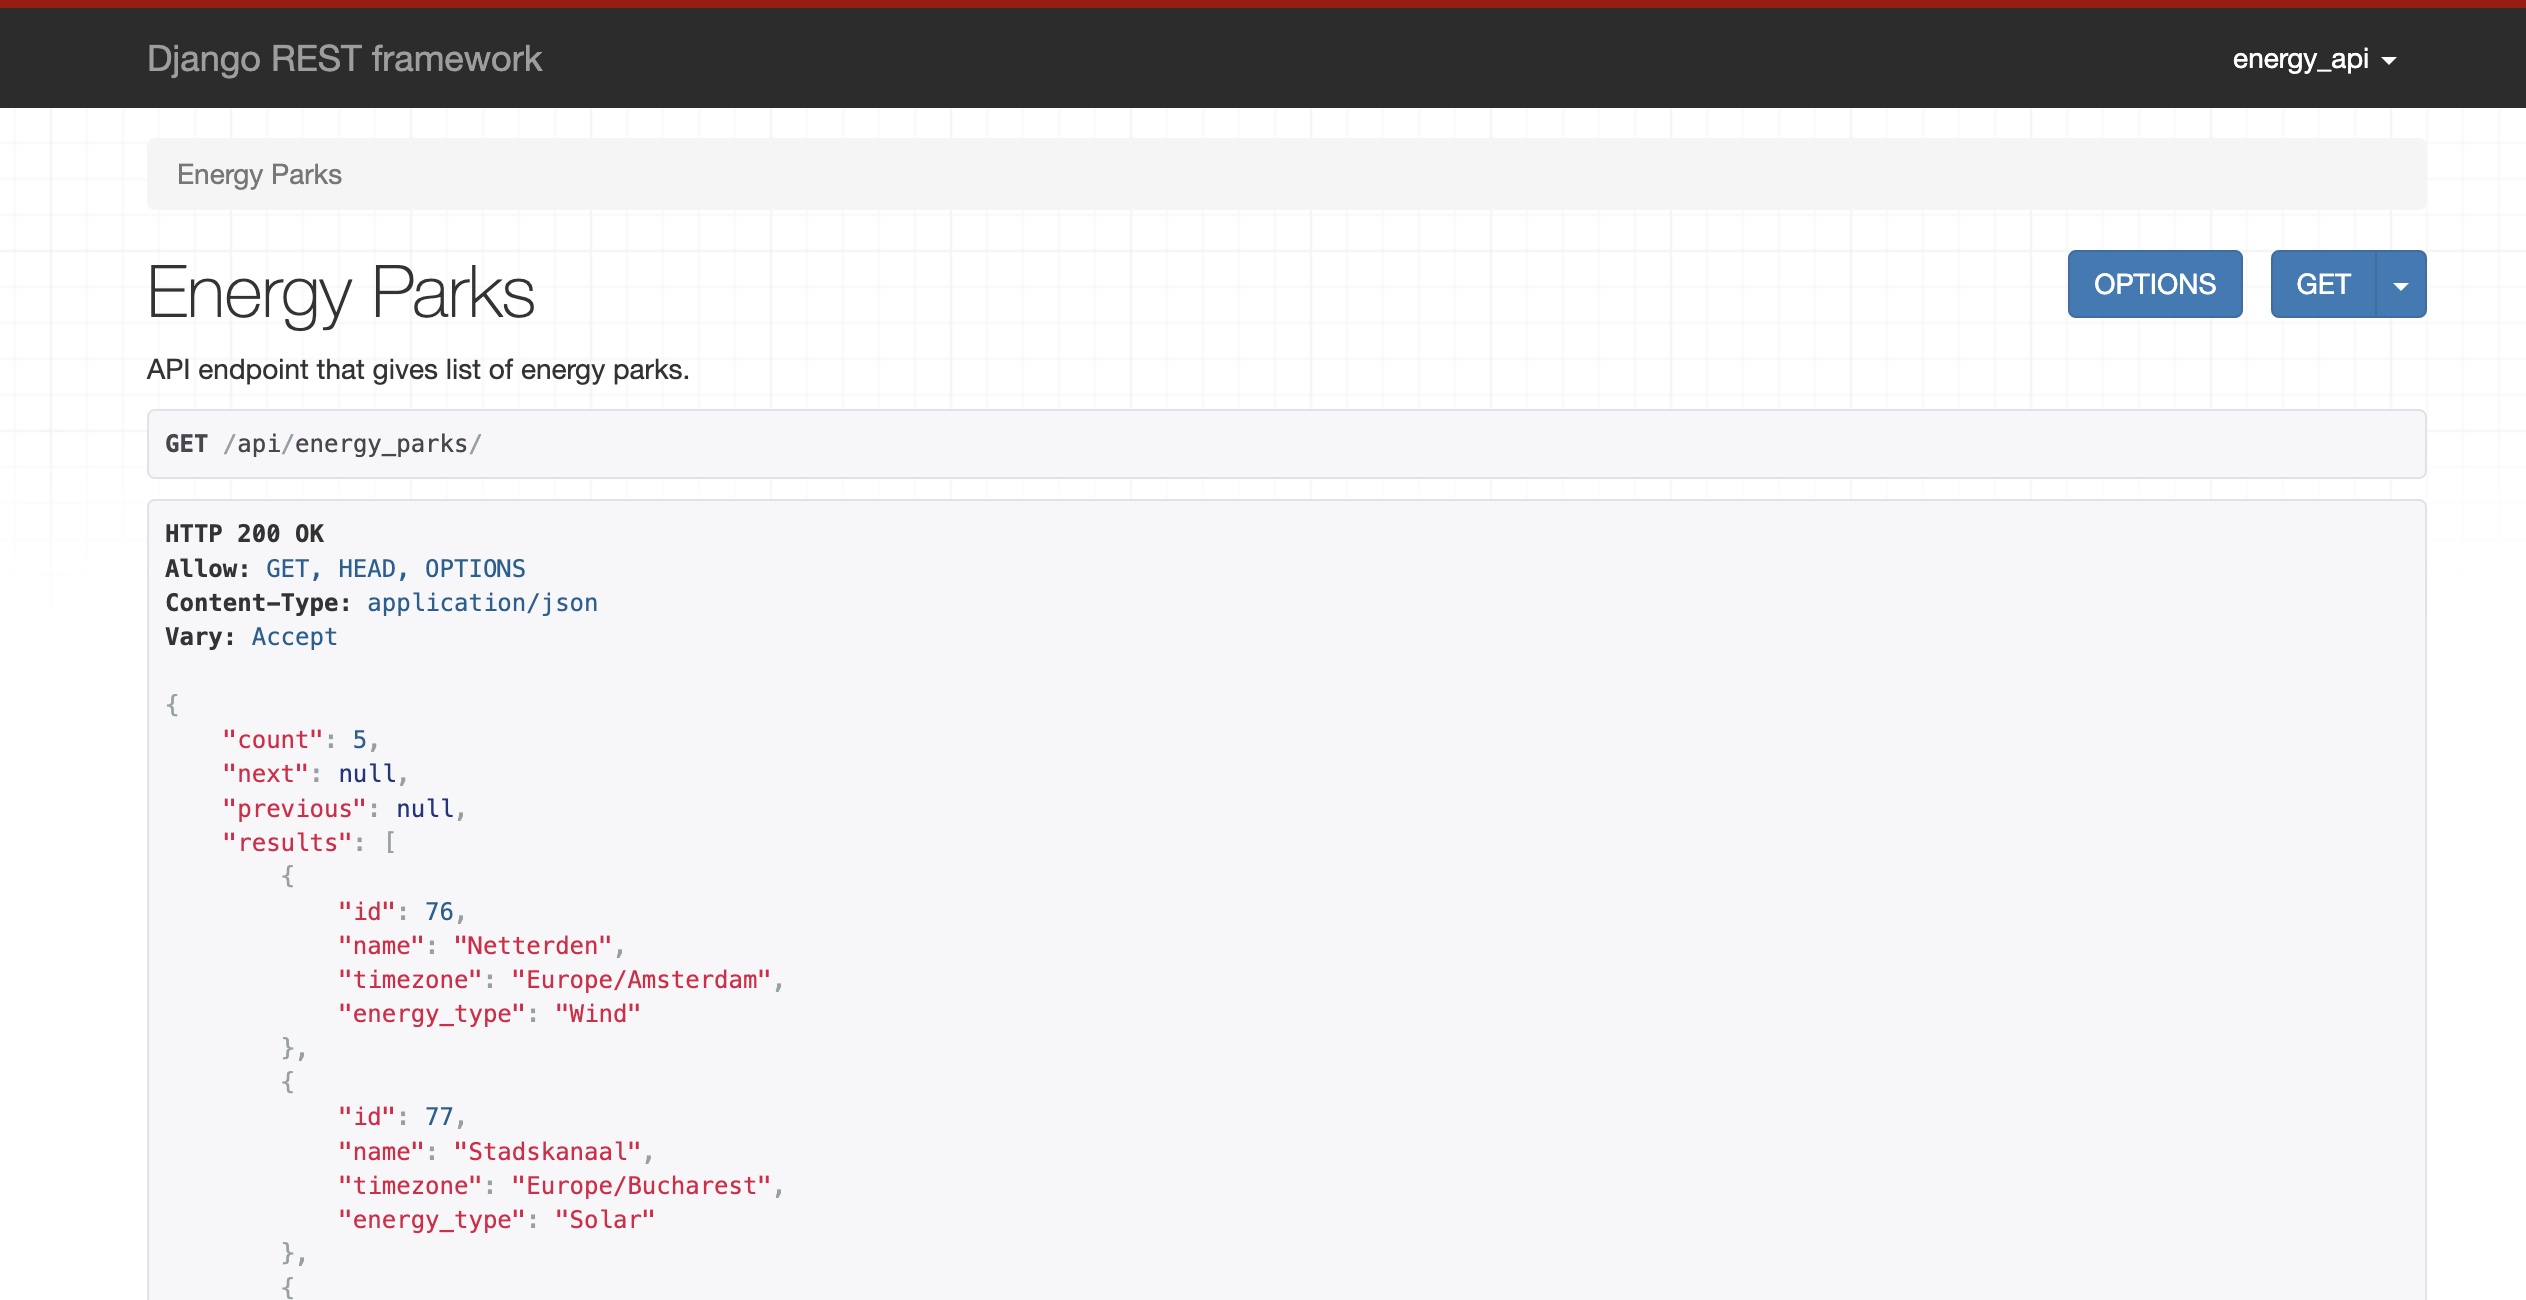 Django REST framework
energy_api
Energy Parks
Energy Parks
OPTIONS
GET
API endpoint that gives list of energy parks.
GET /api/energy_parks/
HTTP 200 OK
Allow: GET, HEAD, OPTIONS
Content-Type: application/json
Vary: Accept
{
"count": 5,
"next": null,
"previous": null,
"results": [
{
"id": 76,
"name": "Netterden",
"timezone": "Europe/Amsterdam",
"energy_type": "Wind"
},
{
"id": 77,
"name": "Stadskanaal",
"timezone": "Europe/Bucharest",
"energy_type": "Solar"
},
{